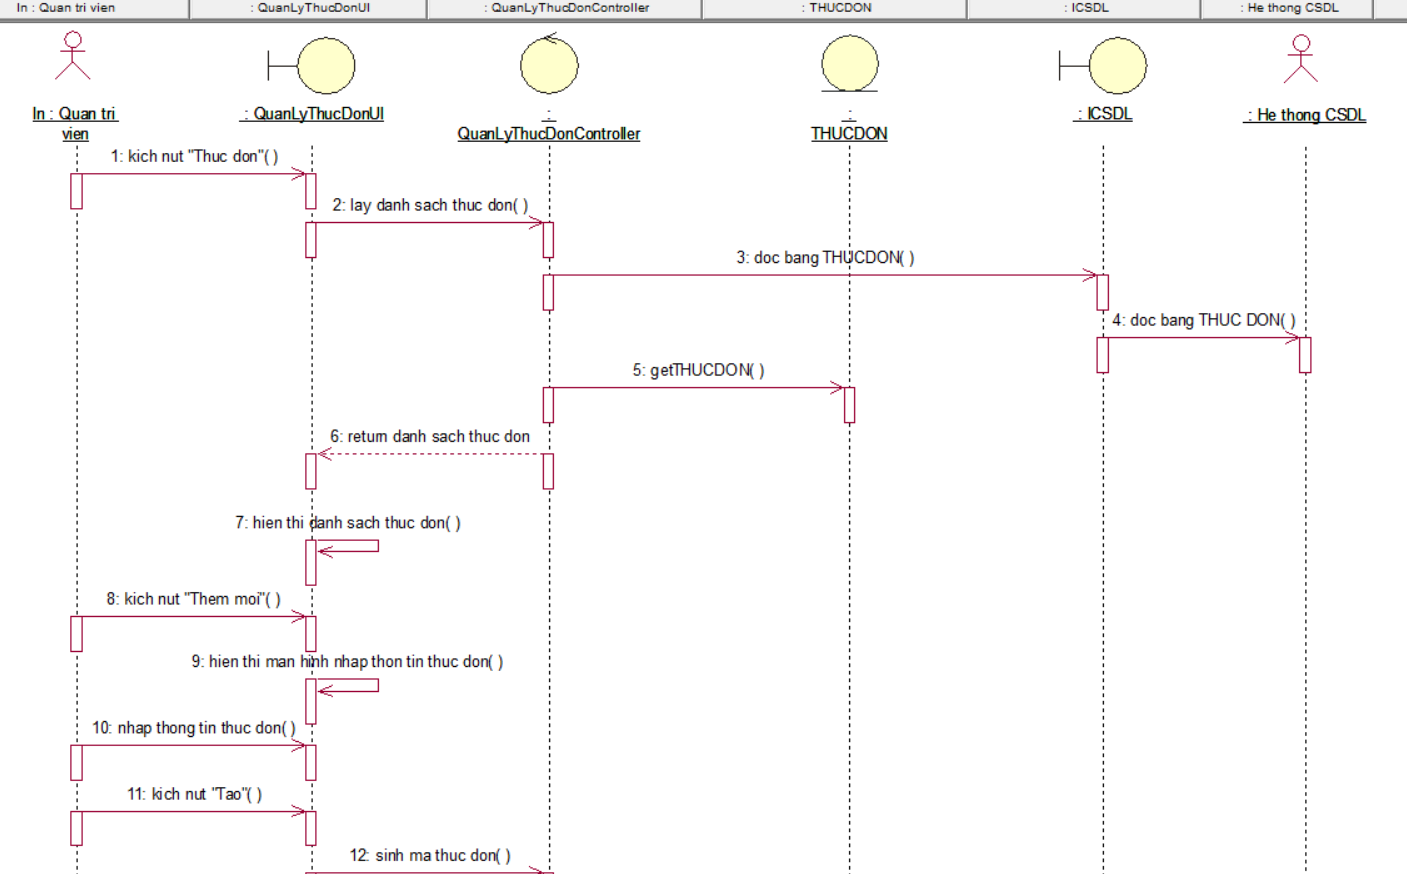 In : Quan tri vien
: QuanLyThucDonUI
: QuanLyThucDonController
: THUCDON
: ICSDL
: He thong CSDL
In : Quan tri
vien
: QuanLyThucDonUI
:
QuanLyThucDonController
:
THUCDON
: ICSDL
: He thong CSDL
1: kich nut "Thuc don"( )
2: lay danh sach thuc don( )
3: doc bang THUCDON( )
4: doc bang THUC DON( )
5: getTHUCDON( )
6: return danh sach thuc don
7: hien thi danh sach thuc don( )
8: kich nut "Them moi"( )
9: hien thi man hinh nhap thon tin thuc don( )
10: nhap thong tin thuc don( )
11: kich nut "Tao"( )
12: sinh ma thuc don( )